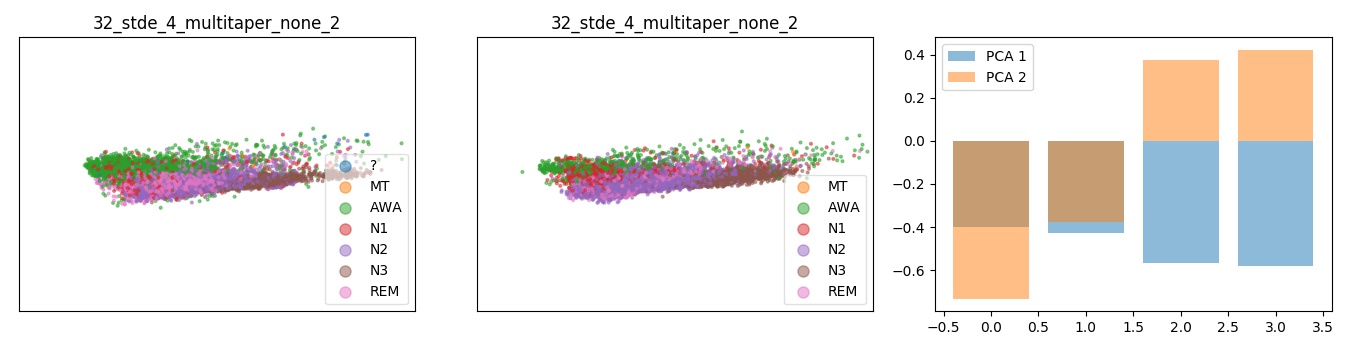 32_stde_4_multitaper_none_2
?
MT
AWA
N1
N2
N3
REM
32_stde_4_multitaper_none_2
MT
AWA
N1
N2
N3
REM
PCA 1
PCA 2
0.4
0.2
0.0
−0.2
−0.4
−0.6
−0.5 0.0 0.5 1.0 1.5 2.0 2.5 3.0 3.5